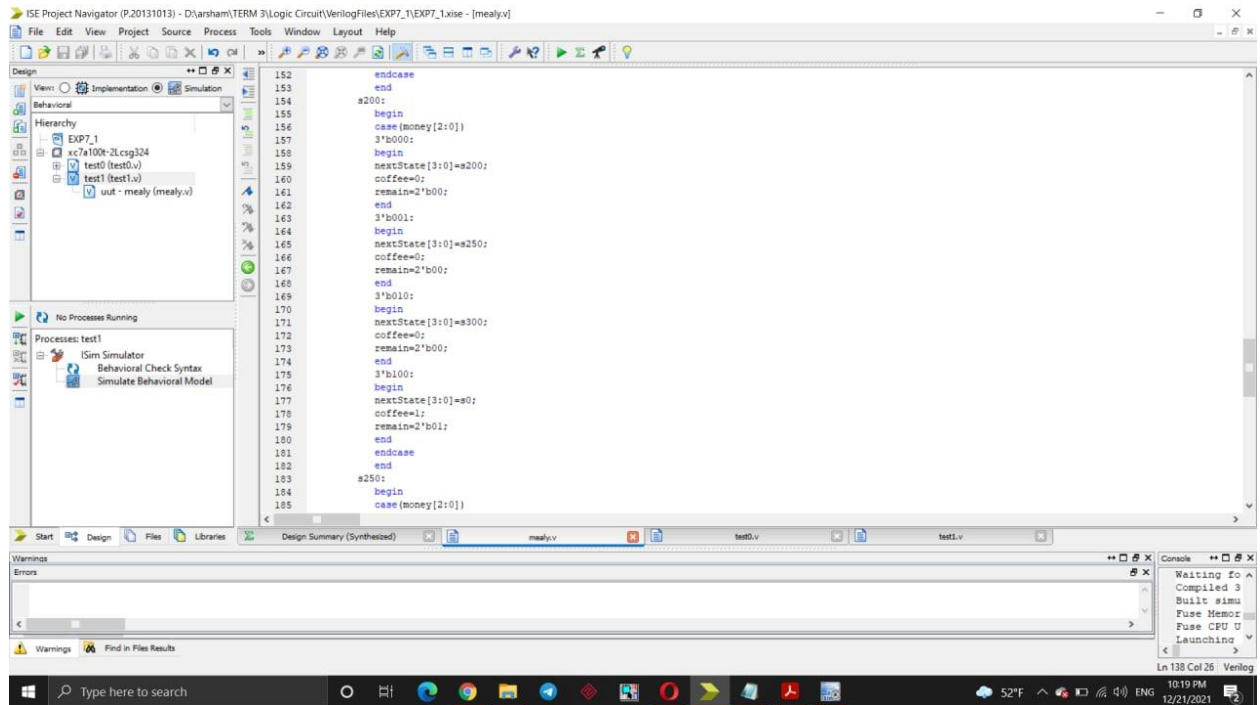 ISE Project Navigator (P.20131013) - D:\arsham\TERM 3\Logic Circuit\VerilogFiles\EXP7_1\EXP7_1.xise - [mealy.v]
File Edit View Project Source Process Tools Window Layout Help
Design
View: Implementation Simulation
Behavioral
Hierarchy
EXP7_1
xc7a100t-2Lcsg324
test0 (test0.v)
test1 (test1.v)
uut - mealy (mealy.v)
No Processes Running
Processes: test1
ISim Simulator
Behavioral Check Syntax
Simulate Behavioral Model
152 endcase
153 end
154 s200:
155 begin
156 case(money[2:0])
157 3'b000:
158 begin
159 nextState[3:0]=s200;
160 coffee=0;
161 remain=2'b00;
162 end
163 3'b001:
164 begin
165 nextState[3:0]=s250;
166 coffee=0;
167 remain=2'b00;
168 end
169 3'b010:
170 begin
171 nextState[3:0]=s300;
172 coffee=0;
173 remain=2'b00;
174 end
175 3'b100:
176 begin
177 nextState[3:0]=s0;
178 coffee=1;
179 remain=2'b01;
180 end
181 endcase
182 end
183 s250:
184 begin
185 case(money[2:0])
Start Design Files Libraries Design Summary (Synthesized) mealy.v test0.v test1.v
Warnings
Errors
Console
Waiting fo
Compiled 3
Built simu
Fuse Memor
Fuse CPU U
Launching
Warnings Find in Files Results
Ln 138 Col 26 Verilog
Type here to search
52°F ENG 10:19 PM
12/21/2021
2